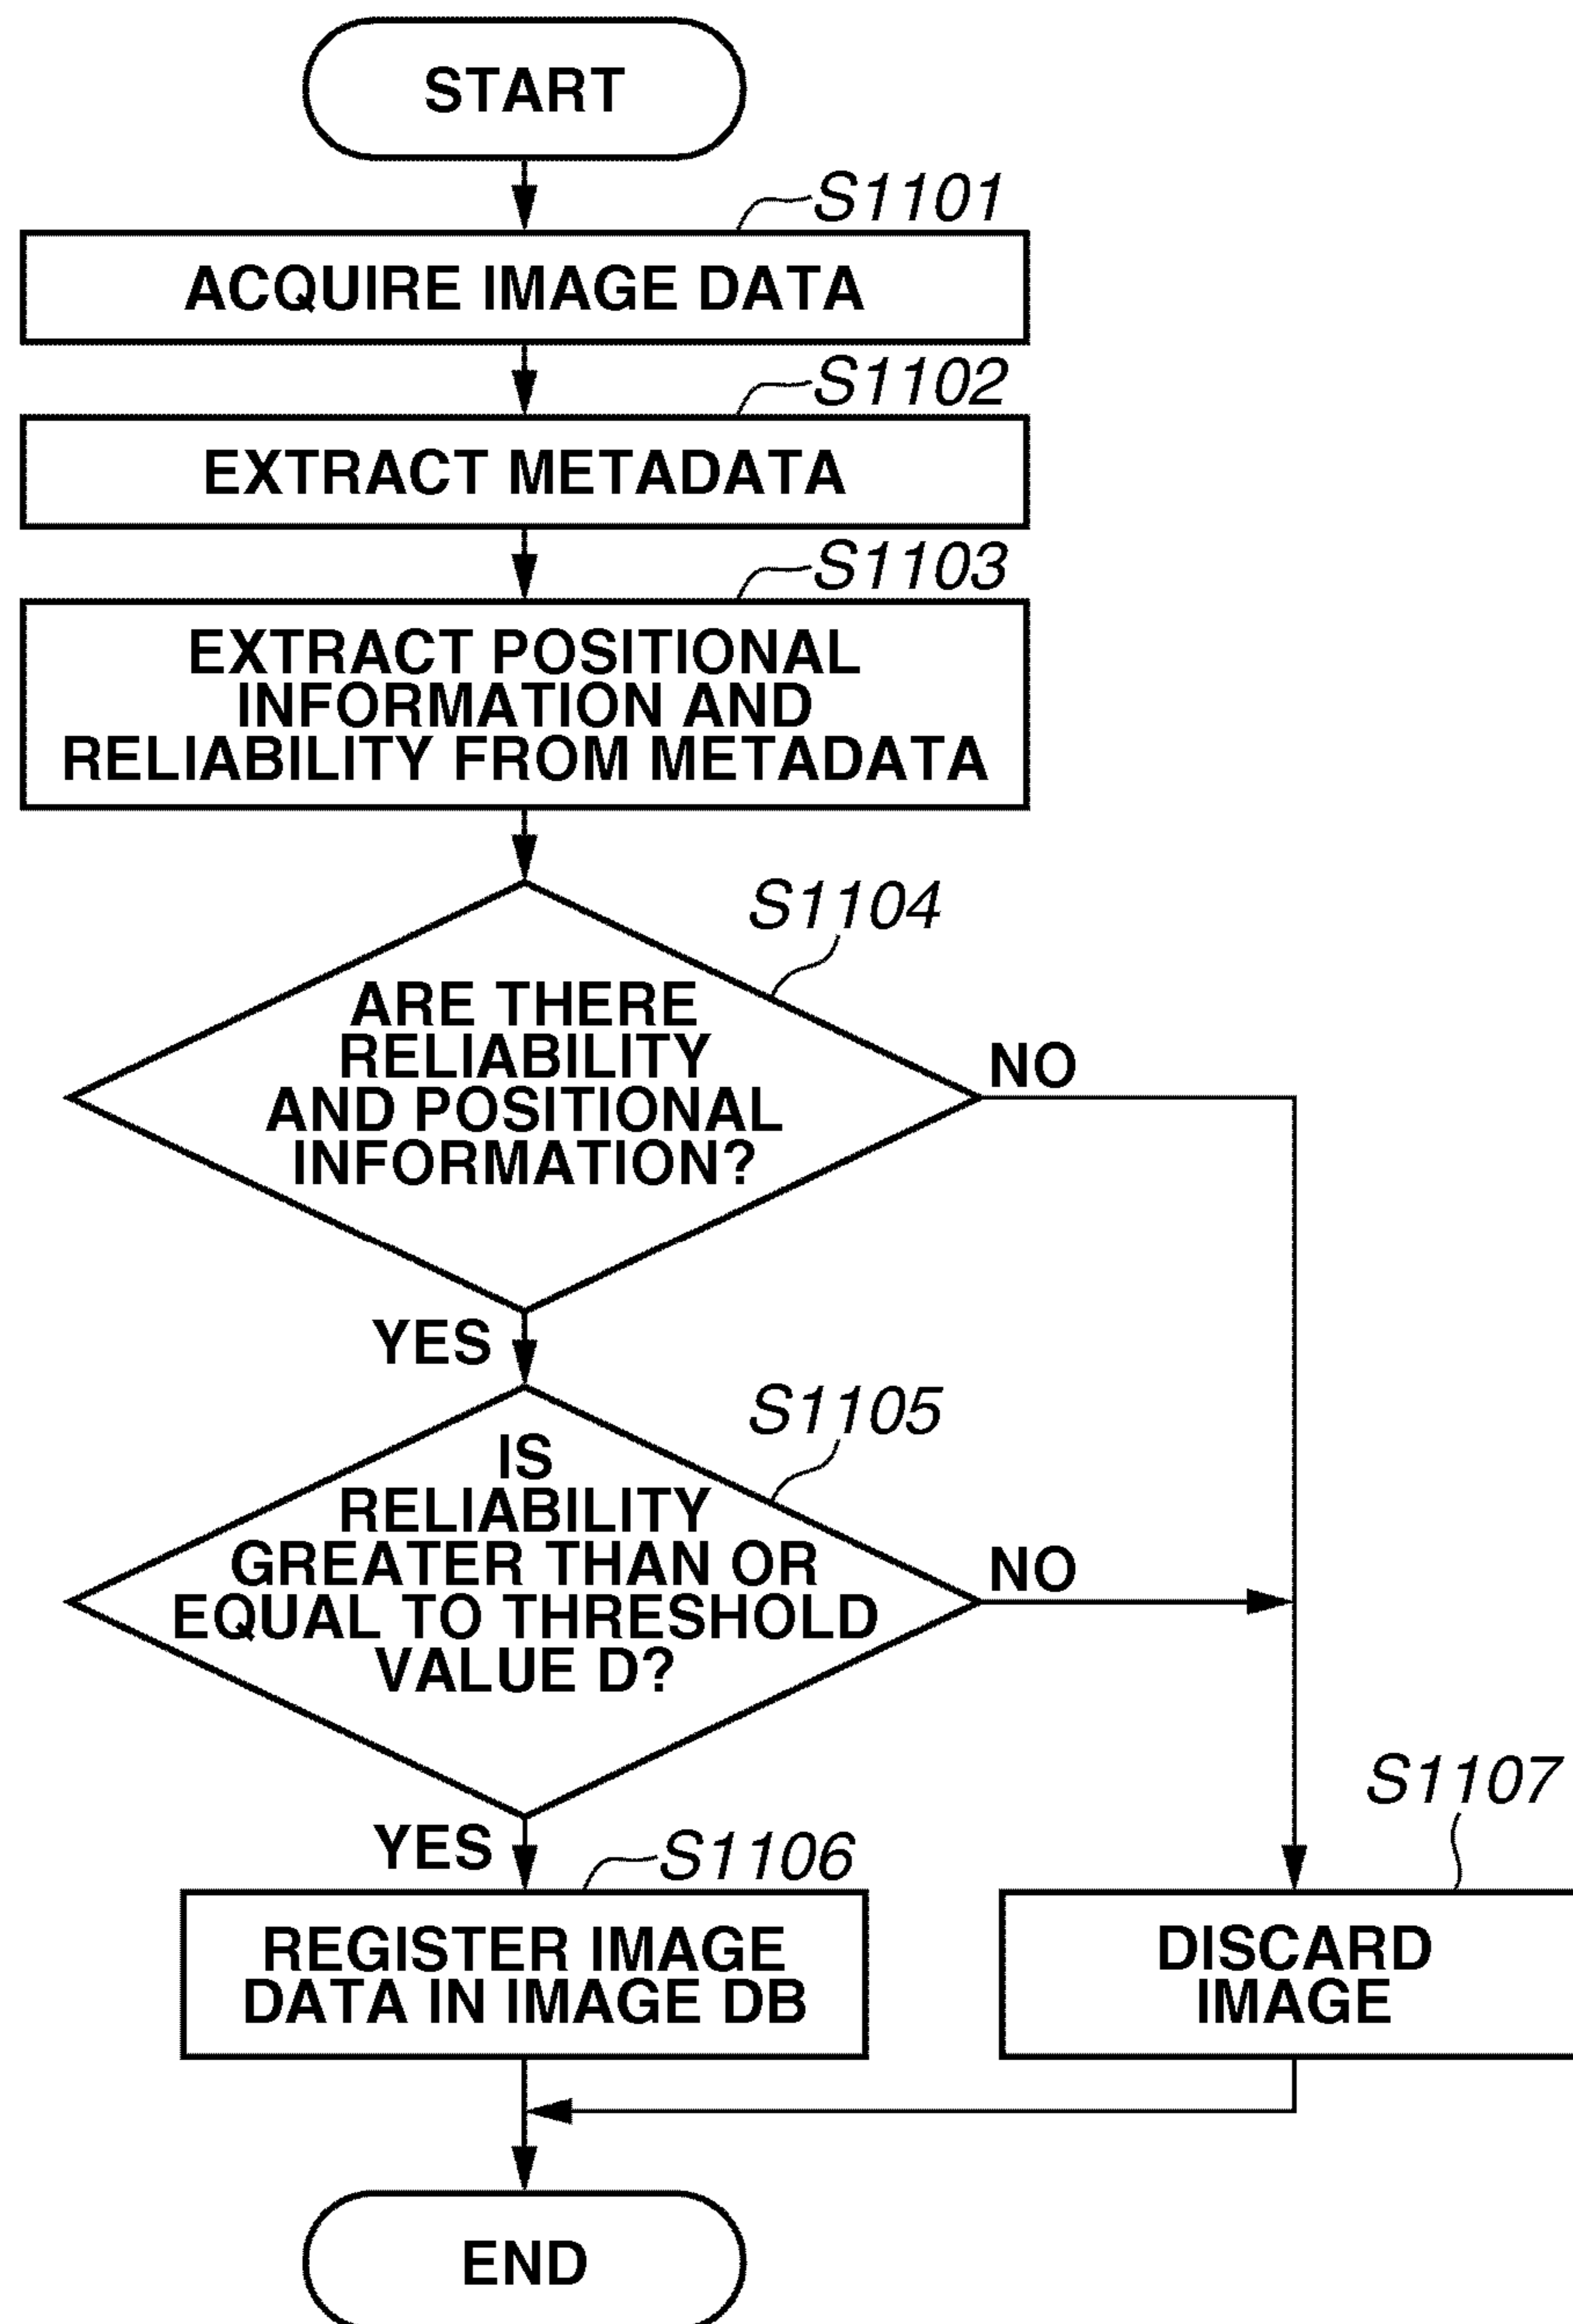 START
S1101
ACQUIRE IMAGE DATA
S1102
EXTRACT METADATA
S1103
EXTRACT POSITIONAL
INFORMATION AND
RELIABILITY FROM METADATA
S1104
ARE THERE
RELIABILITY
AND POSITIONAL
INFORMATION?
NO
YES
S1105
IS
RELIABILITY
GREATER THAN OR
EQUAL TO THRESHOLD
VALUE D?
NO
YES
S1106
REGISTER IMAGE
DATA IN IMAGE DB
S1107
DISCARD
IMAGE
END